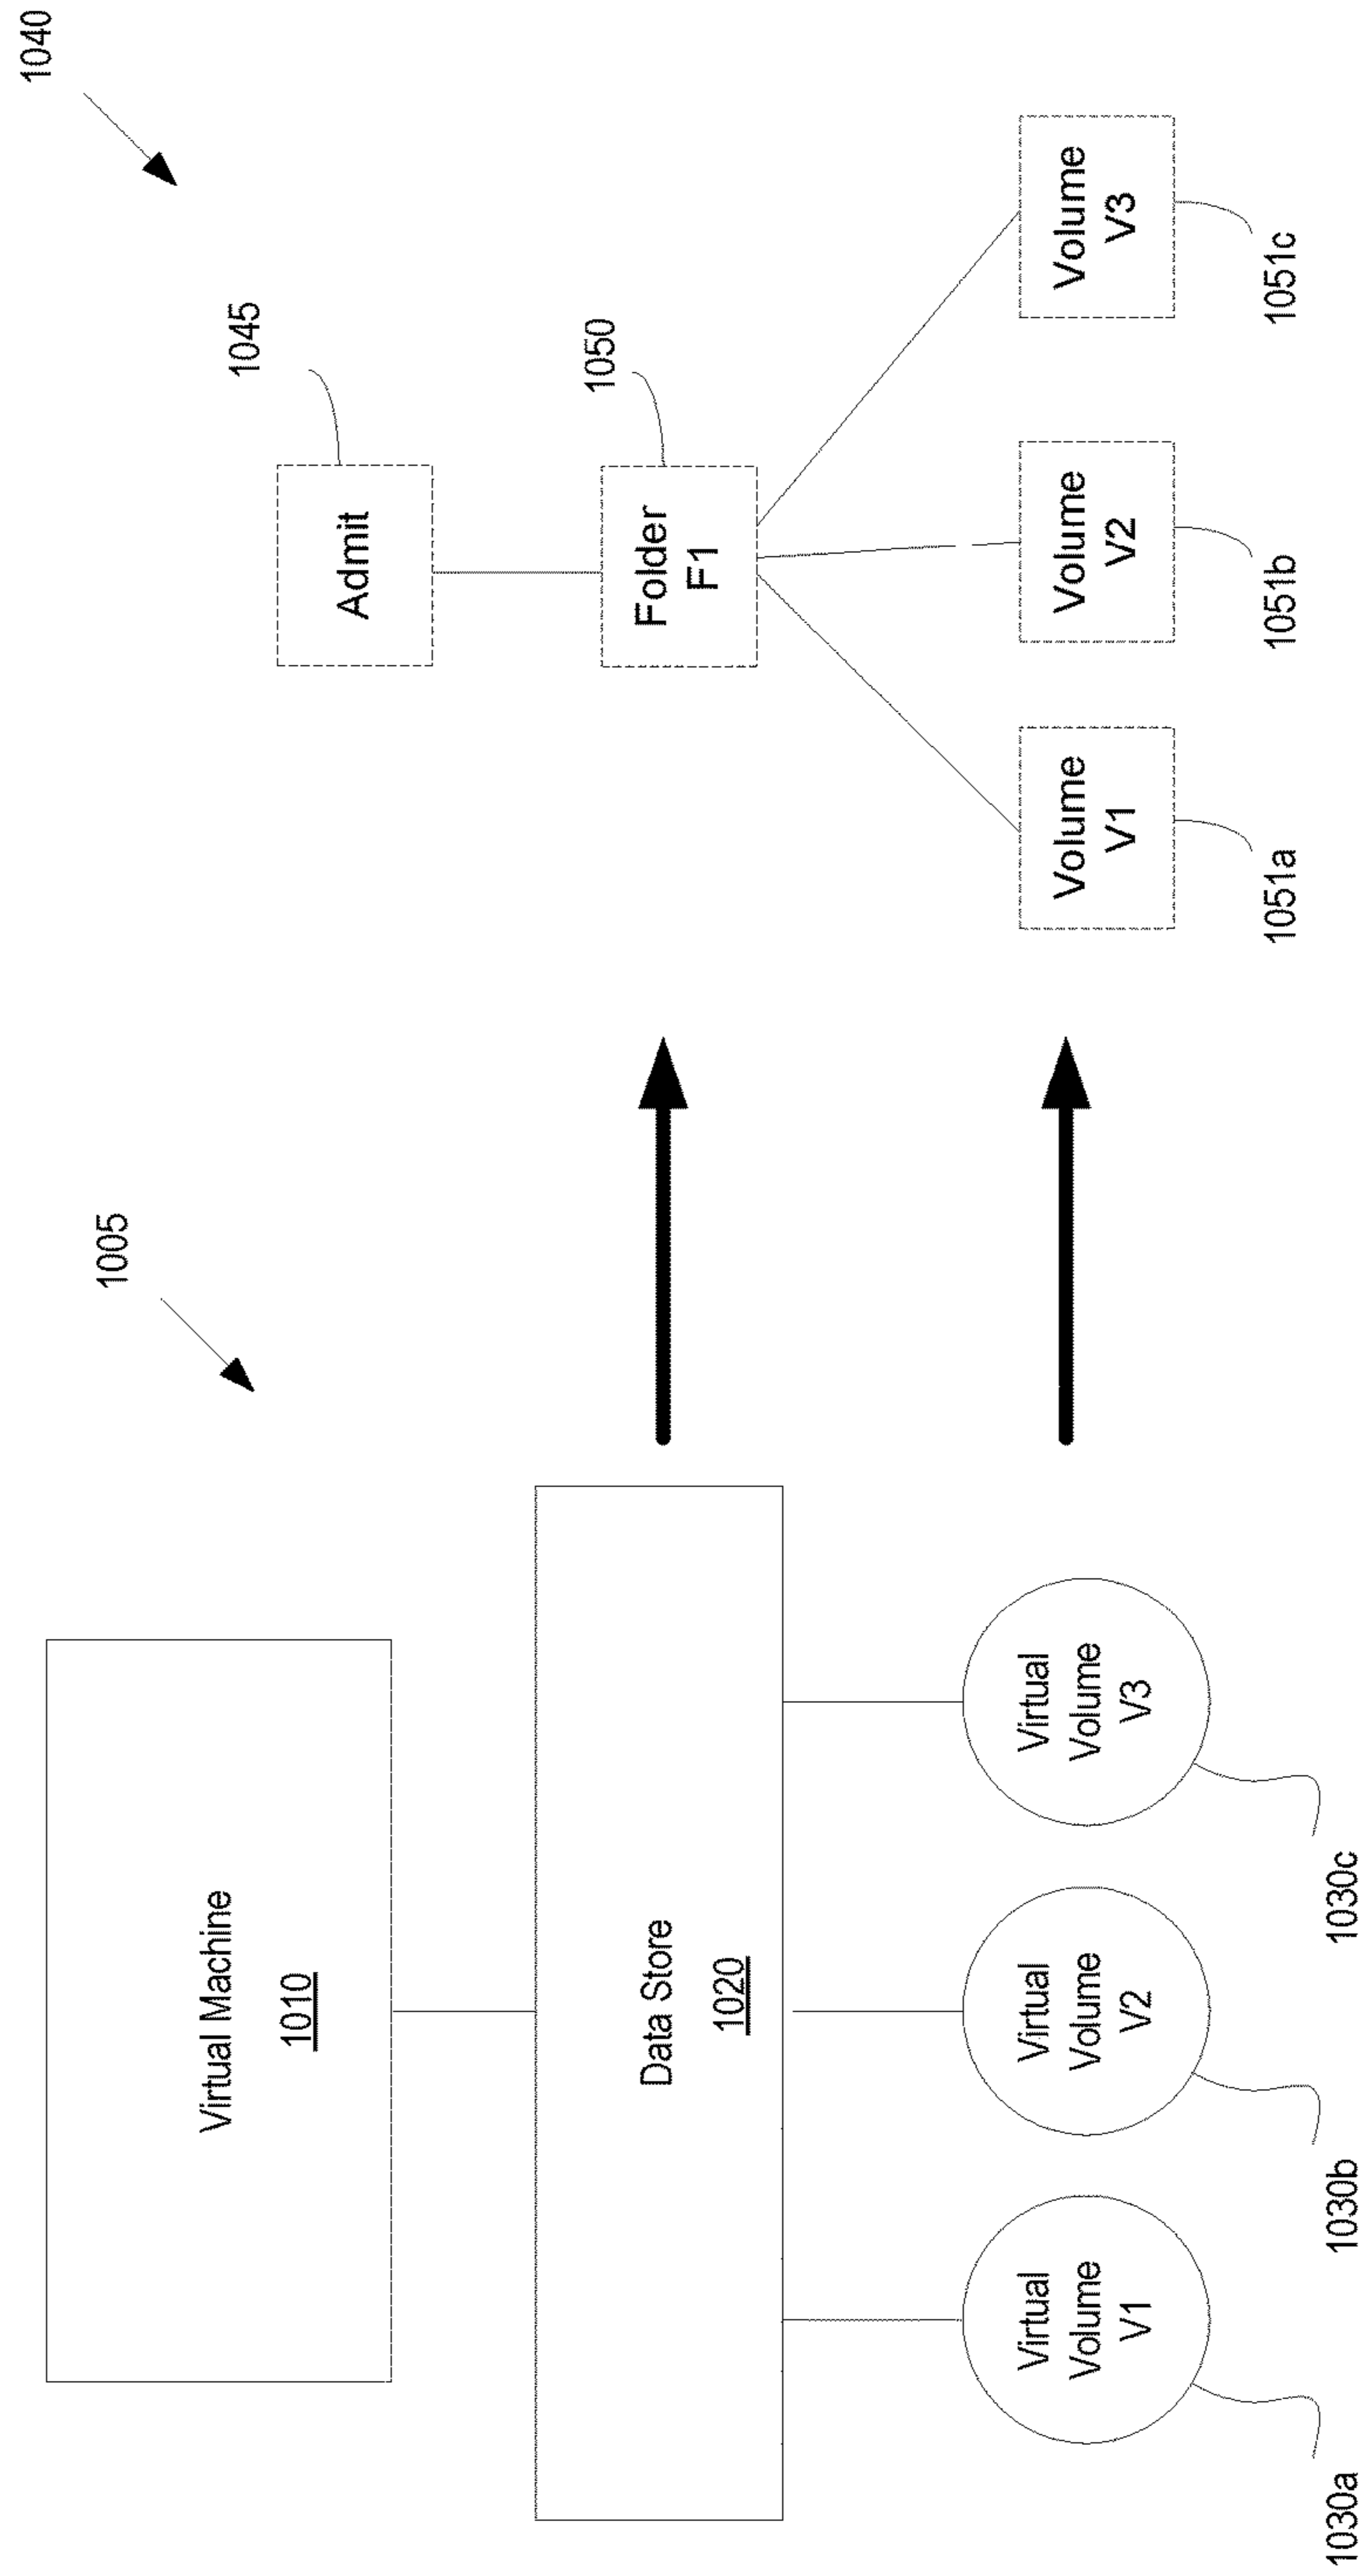 1005
Virtual Machine
1010
Data Store
1020
Virtual
Volume
V1
Virtual
Volume
V2
Virtual
Volume
V3
1030a
1030b
1030c
1040
1045
Admit
1050
Folder
F1
Volume
V1
Volume
V2
Volume
V3
1051a
1051b
1051c